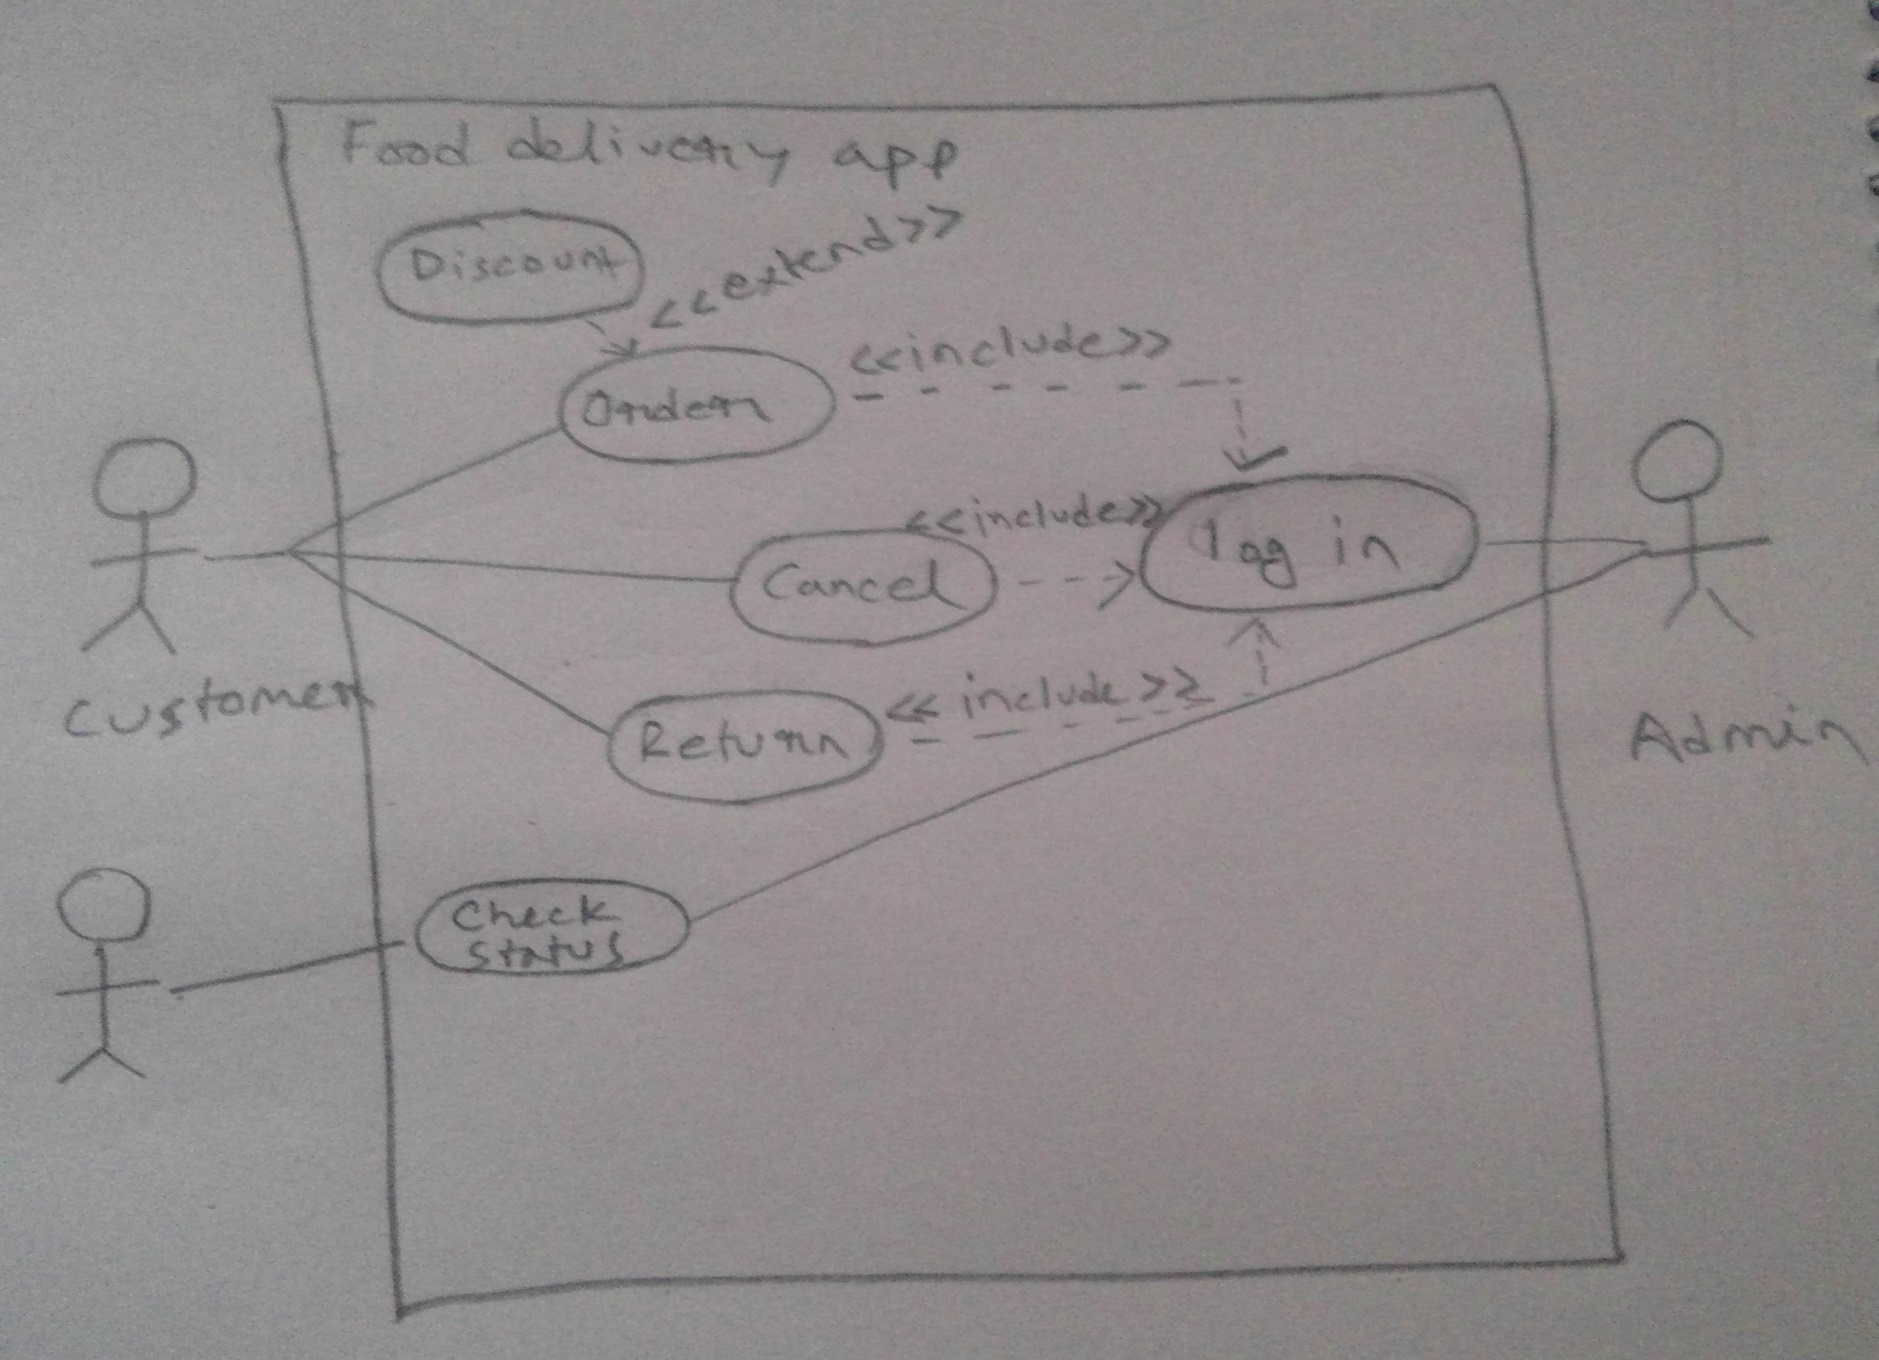 Food delivery app
Discount
<<extend>>
Order
<<include>>
Cancel
<<include>>
log in
Return
<<include>>
Customer
Admin
Check
status